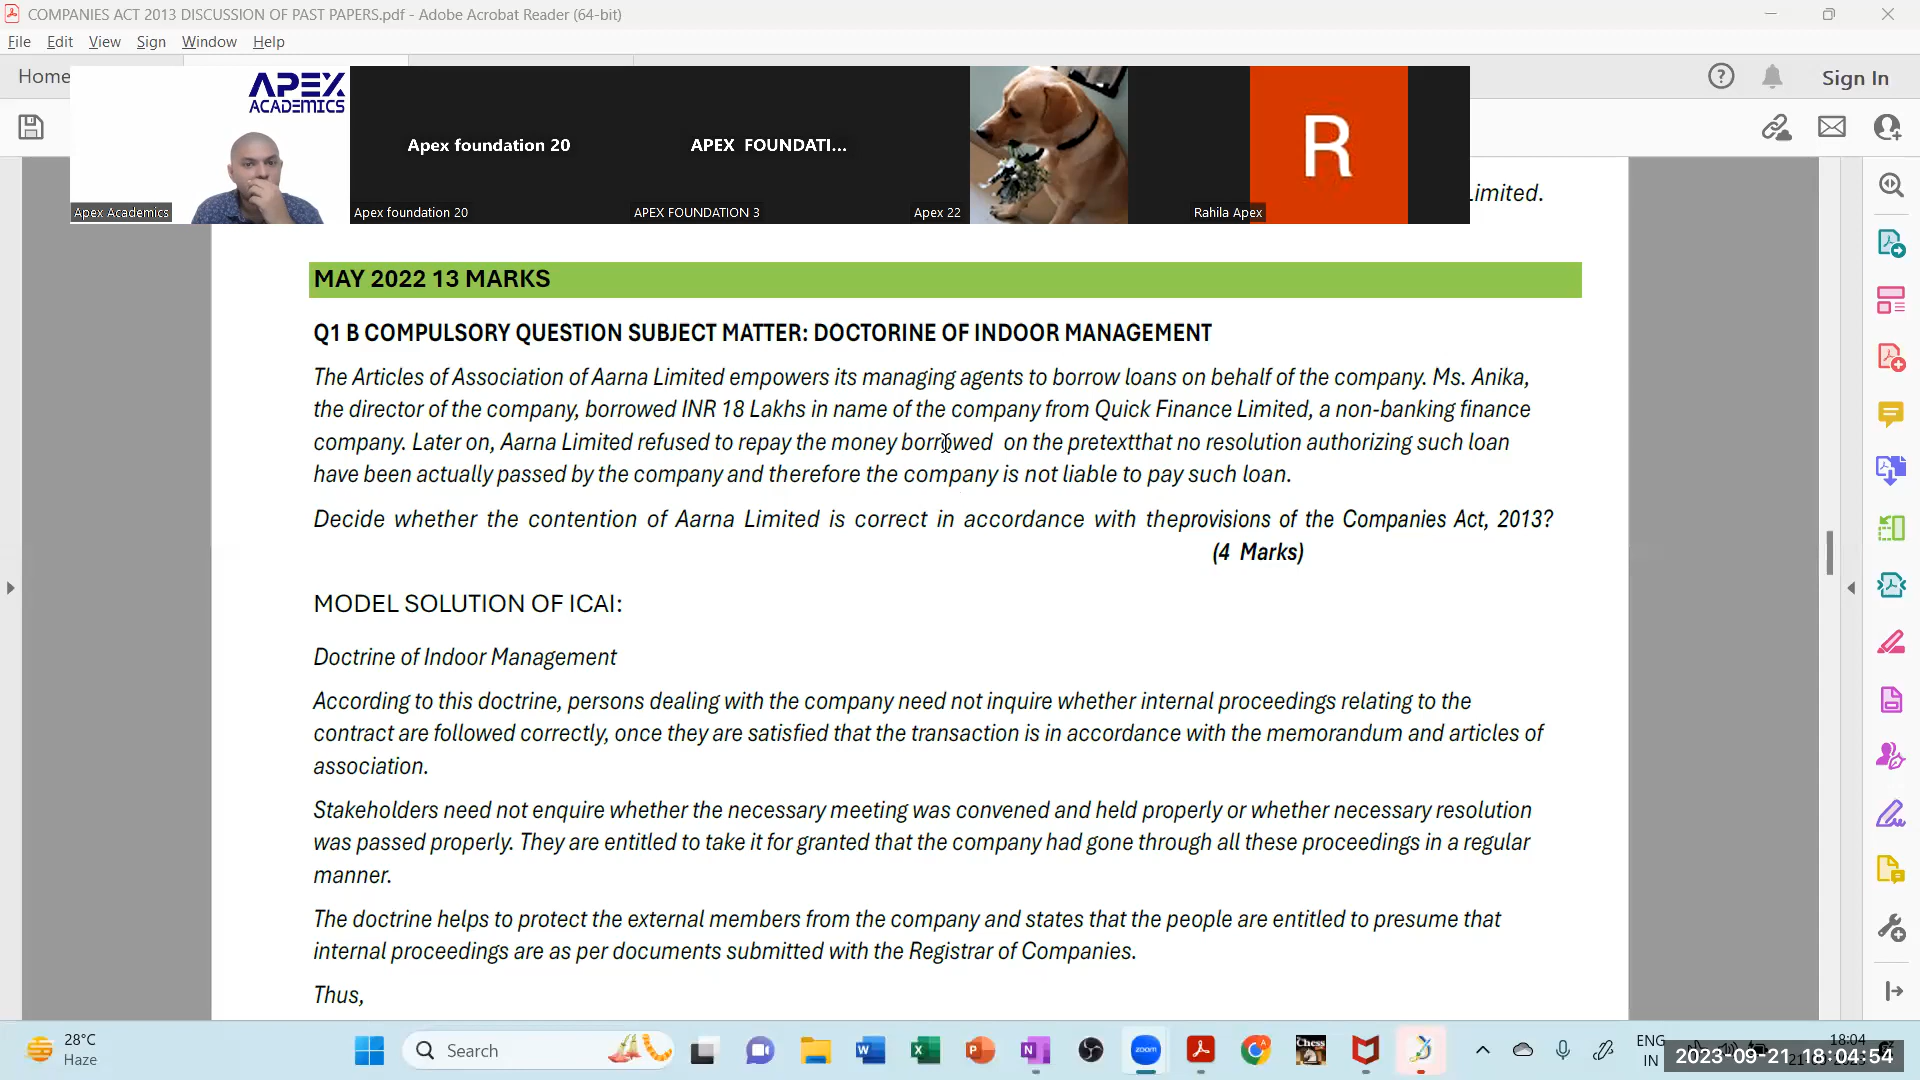 COMPANIES ACT 2013 DISCUSSION OF PAST PAPERS.pdf - Adobe Acrobat Reader (64-bit)
File Edit View Sign Window Help
Home
Sign In
APEX
ACADEMICS
Apex foundation 20
APEX FOUNDATI...
R
Apex Academics
Apex foundation 20
APEX FOUNDATION 3
Apex 22
Rahila Apex
Limited.
MAY 2022 13 MARKS
Q1 B COMPULSORY QUESTION SUBJECT MATTER: DOCTORINE OF INDOOR MANAGEMENT
The Articles of Association of Aarna Limited empowers its managing agents to borrow loans on behalf of the company. Ms. Anika,
the director of the company, borrowed INR 18 Lakhs in name of the company from Quick Finance Limited, a non-banking finance
company. Later on, Aarna Limited refused to repay the money borrowed on the pretextthat no resolution authorizing such loan
have been actually passed by the company and therefore the company is not liable to pay such loan.
Decide whether the contention of Aarna Limited is correct in accordance with theprovisions of the Companies Act, 2013?
(4 Marks)
MODEL SOLUTION OF ICAI:
Doctrine of Indoor Management
According to this doctrine, persons dealing with the company need not inquire whether internal proceedings relating to the
contract are followed correctly, once they are satisfied that the transaction is in accordance with the memorandum and articles of
association.
Stakeholders need not enquire whether the necessary meeting was convened and held properly or whether necessary resolution
was passed properly. They are entitled to take it for granted that the company had gone through all these proceedings in a regular
manner.
The doctrine helps to protect the external members from the company and states that the people are entitled to presume that
internal proceedings are as per documents submitted with the Registrar of Companies.
Thus,
28°C
Haze
Search
zoom
Chess
ENG
IN
18:04
2023-09-21 18:04:54